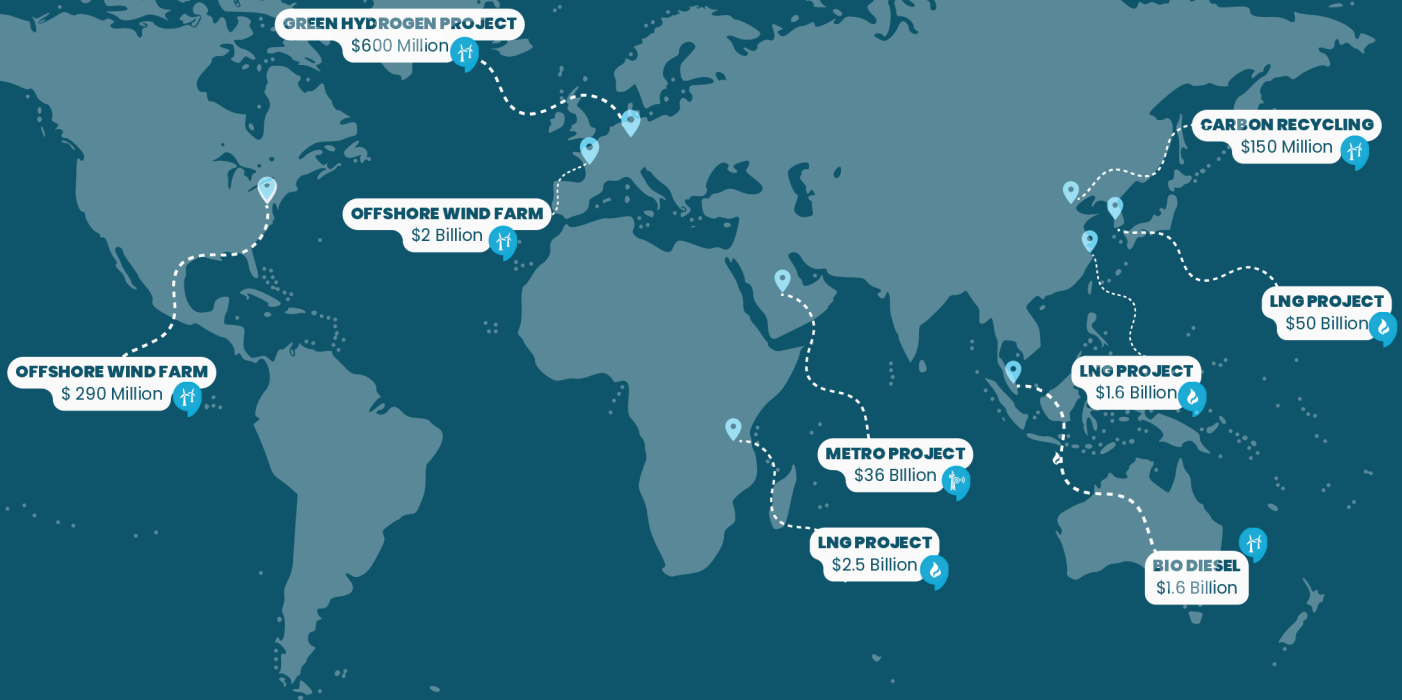 GREEN HYDROGEN PROJECT
$600 Million
CARBON RECYCLING
$150 Million
OFFSHORE WIND FARM
$2 Billion
LNG PROJECT
$50 Billion
OFFSHORE WIND FARM
$ 290 Million
LNG PROJECT
$1.6 Billion
METRO PROJECT
$36 BIllion
LNG PROJECT
$2.5 Billion
BIO DIESEL
$1.6 Billion